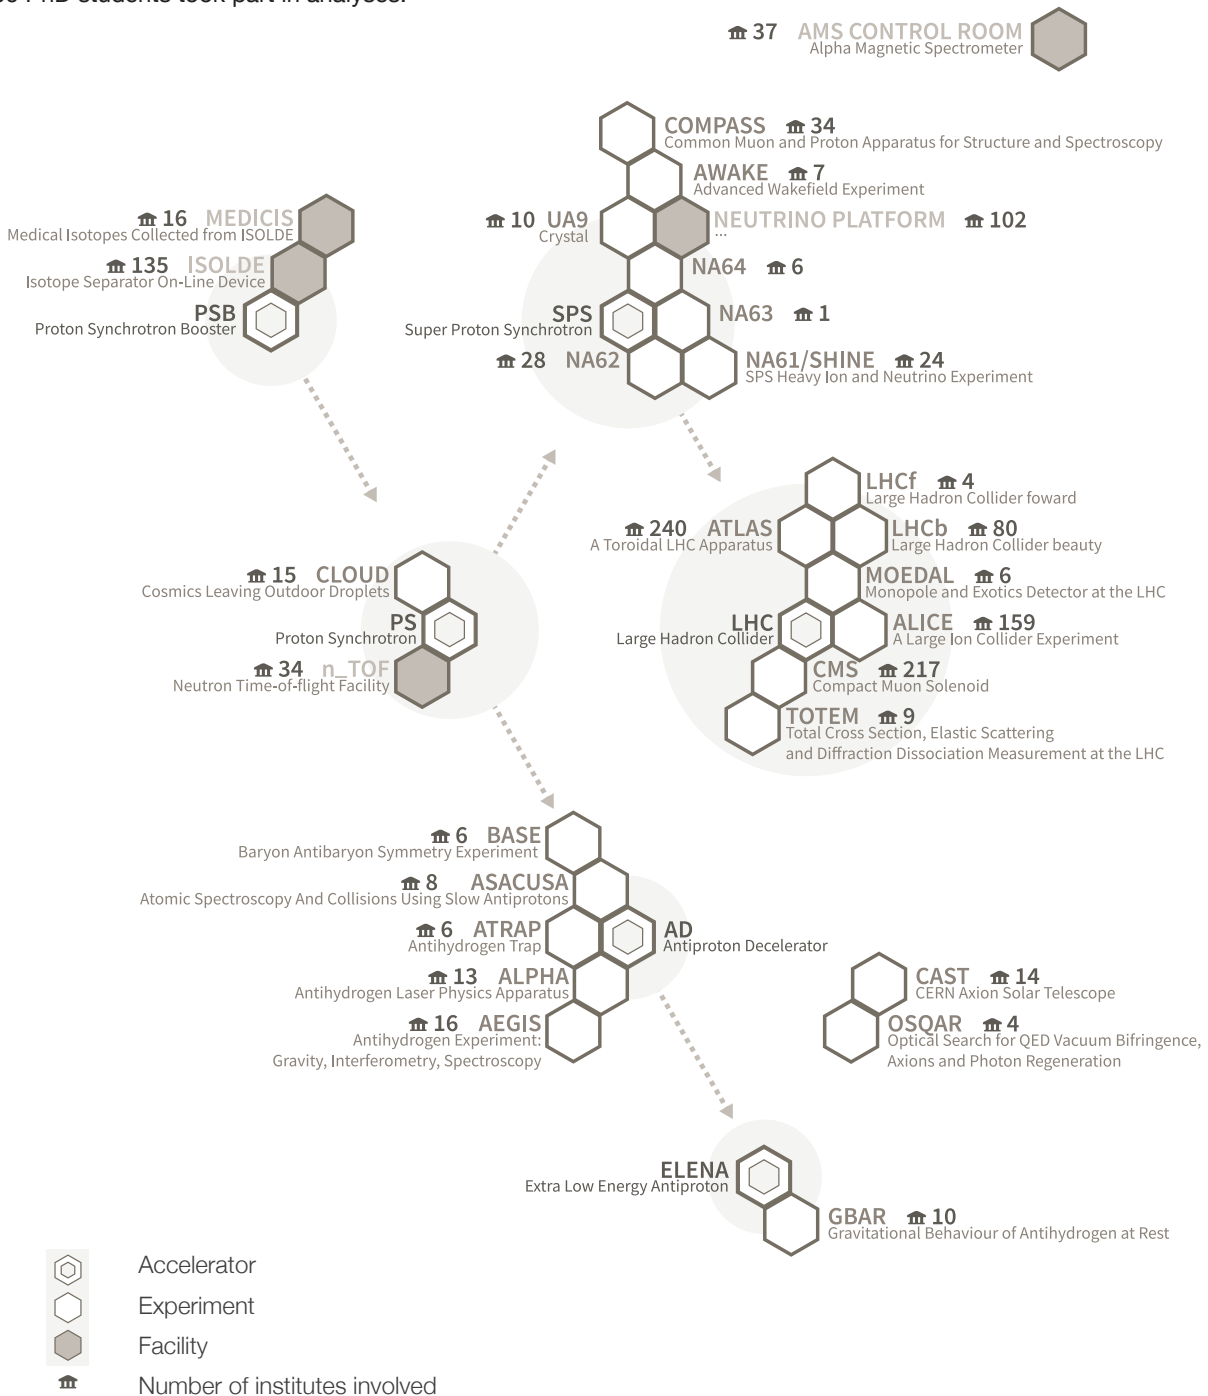 PhD students took part in analyses.
37 AMS CONTROL ROOM
Alpha Magnetic Spectrometer
COMPASS 34
Common Muon and Proton Apparatus for Structure and Spectroscopy
AWAKE 7
Advanced Wakefield Experiment
10 UA9
Crystal
NEUTRINO PLATFORM 102
...
NA64 6
SPS
Super Proton Synchrotron
NA63 1
28 NA62
NA61/SHINE 24
SPS Heavy Ion and Neutrino Experiment
16 MEDICIS
Medical Isotopes Collected from ISOLDE
135 ISOLDE
Isotope Separator On-Line Device
PSB
Proton Synchrotron Booster
LHCf 4
Large Hadron Collider foward
240 ATLAS
A Toroidal LHC Apparatus
LHCb 80
Large Hadron Collider beauty
MOEDAL 6
Monopole and Exotics Detector at the LHC
LHC
Large Hadron Collider
ALICE 159
A Large Ion Collider Experiment
CMS 217
Compact Muon Solenoid
TOTEM 9
Total Cross Section, Elastic Scattering
and Diffraction Dissociation Measurement at the LHC
15 CLOUD
Cosmics Leaving Outdoor Droplets
PS
Proton Synchrotron
34 n_TOF
Neutron Time-of-flight Facility
6 BASE
Baryon Antibaryon Symmetry Experiment
8 ASACUSA
Atomic Spectroscopy And Collisions Using Slow Antiprotons
6 ATRAP
Antihydrogen Trap
AD
Antiproton Decelerator
13 ALPHA
Antihydrogen Laser Physics Apparatus
16 AEGIS
Antihydrogen Experiment:
Gravity, Interferometry, Spectroscopy
CAST 14
CERN Axion Solar Telescope
OSQAR 4
Optical Search for QED Vacuum Bifringence,
Axions and Photon Regeneration
ELENA
Extra Low Energy Antiproton
GBAR 10
Gravitational Behaviour of Antihydrogen at Rest
Accelerator
Experiment
Facility
Number of institutes involved